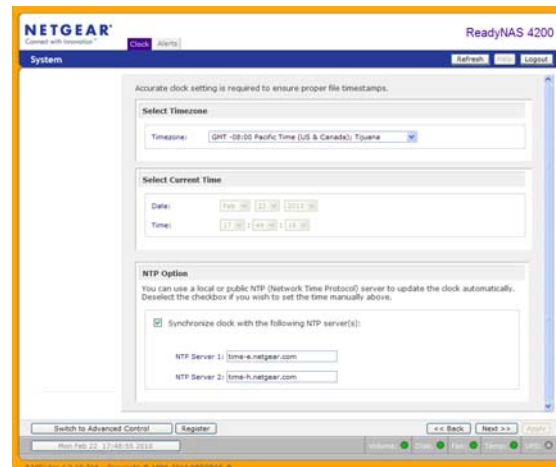 NETGEAR®
Connect with Innovation™
ReadyNAS 4200
Clock Alerts
System
Refresh Help Logout
Accurate clock setting is required to ensure proper file timestamps.
Select Timezone
Timezone: GMT -08:00 Pacific Time (US & Canada); Tijuana
Select Current Time
Date: Feb 22 2010
Time: 17 : 49 :
NTP Option
You can use a local or public NTP (Network Time Protocol) server to update the clock automatically.
Deselect the checkbox if you wish to set the time manually above.
Synchronize clock with the following NTP server(s):
NTP Server 1: time-e.netgear.com
NTP Server 2: time-h.netgear.com
Switch to Advanced Control Register << Back Next >> Apply
Mon Feb 22 17:48:55 2010 Volume: Disk: Fan: Temp: UPS: